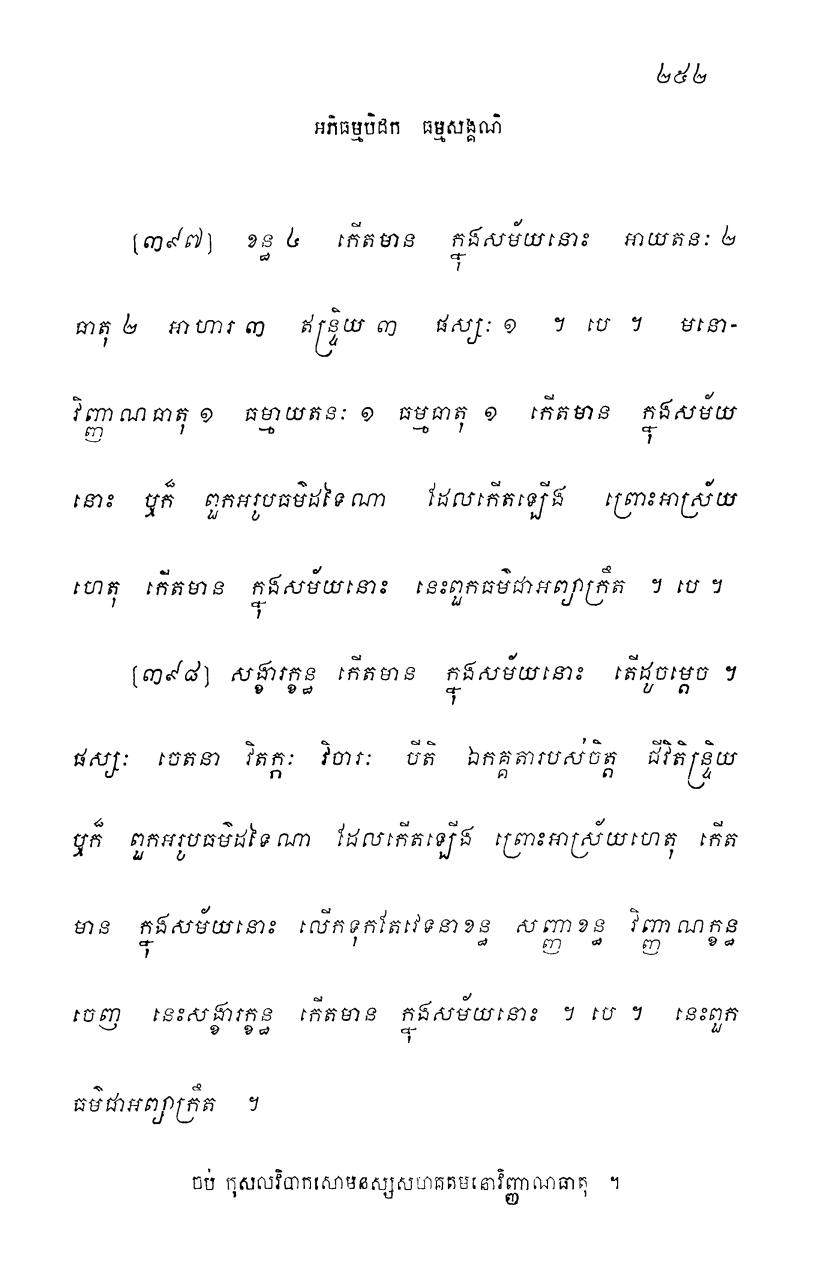 ២៥២
អភិធម្មបិដក ធម្មសង្គណិ
[៣៩៧] ខន្ធ ៤ កើតមាន ក្នុងសម័យនោះ អាយតនៈ ២
ធាតុ ២ អាហារ ៣ ឥន្ទ្រិយ ៣ ផស្សៈ ១ ។ បេ ។ មនោ-
វិញ្ញាណធាតុ ១ ធម្មាយតនៈ ១ ធម្មធាតុ ១ កើតមាន ក្នុងសម័យ
នោះ ឬក៏ ពួកអរូបធម៌ដទៃណា ដែលកើតឡើង ព្រោះអាស្រ័យ
ហេតុ កើតមាន ក្នុងសម័យនោះ នេះពួកធម៌ជាអព្យាក្រឹត ។ បេ ។
[៣៩៨] សង្ខារក្ខន្ធ កើតមាន ក្នុងសម័យនោះ តើដូចម្តេច ។
ផស្សៈ ចេតនា វិតក្កៈ វិចារៈ បីតិ ឯកគ្គតារបស់ចិត្ត ជីវិតិន្ទ្រិយ
ឬក៏ ពួកអរូបធម៌ដទៃណា ដែលកើតឡើង ព្រោះអាស្រ័យហេតុ កើត
មាន ក្នុងសម័យនោះ លើកទុកតែវេទនាខន្ធ សញ្ញាខន្ធ វិញ្ញាណក្ខន្ធ
ចេញ នេះសង្ខារក្ខន្ធ កើតមាន ក្នុងសម័យនោះ ។ បេ ។ នេះពួក
ធម៌ជាអព្យាក្រឹត ។
ចប់ កុសលវិបាកសោមនស្សសហគតមនោវិញ្ញាណធាតុ ។